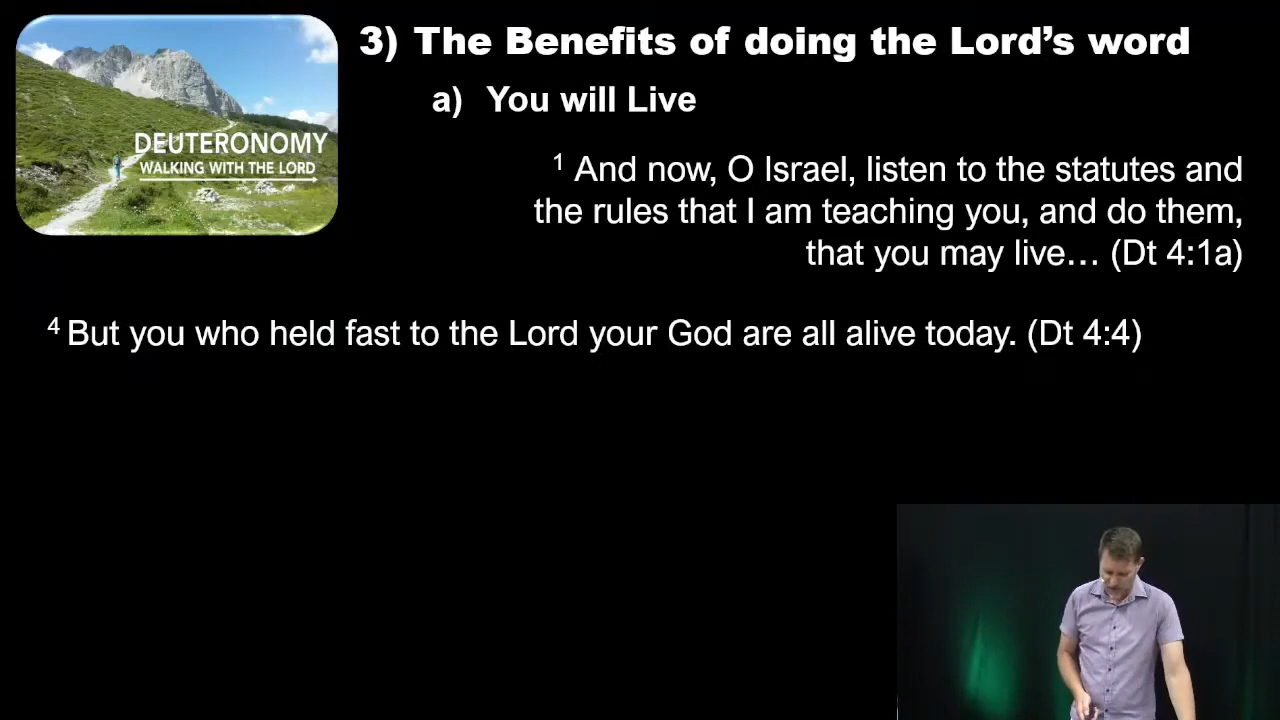 DEUTERONOMY
WALKING WITH THE LORD
3) The Benefits of doing the Lord’s word
a) You will Live
1 And now, O Israel, listen to the statutes and
the rules that I am teaching you, and do them,
that you may live… (Dt 4:1a)
4 But you who held fast to the Lord your God are all alive today. (Dt 4:4)